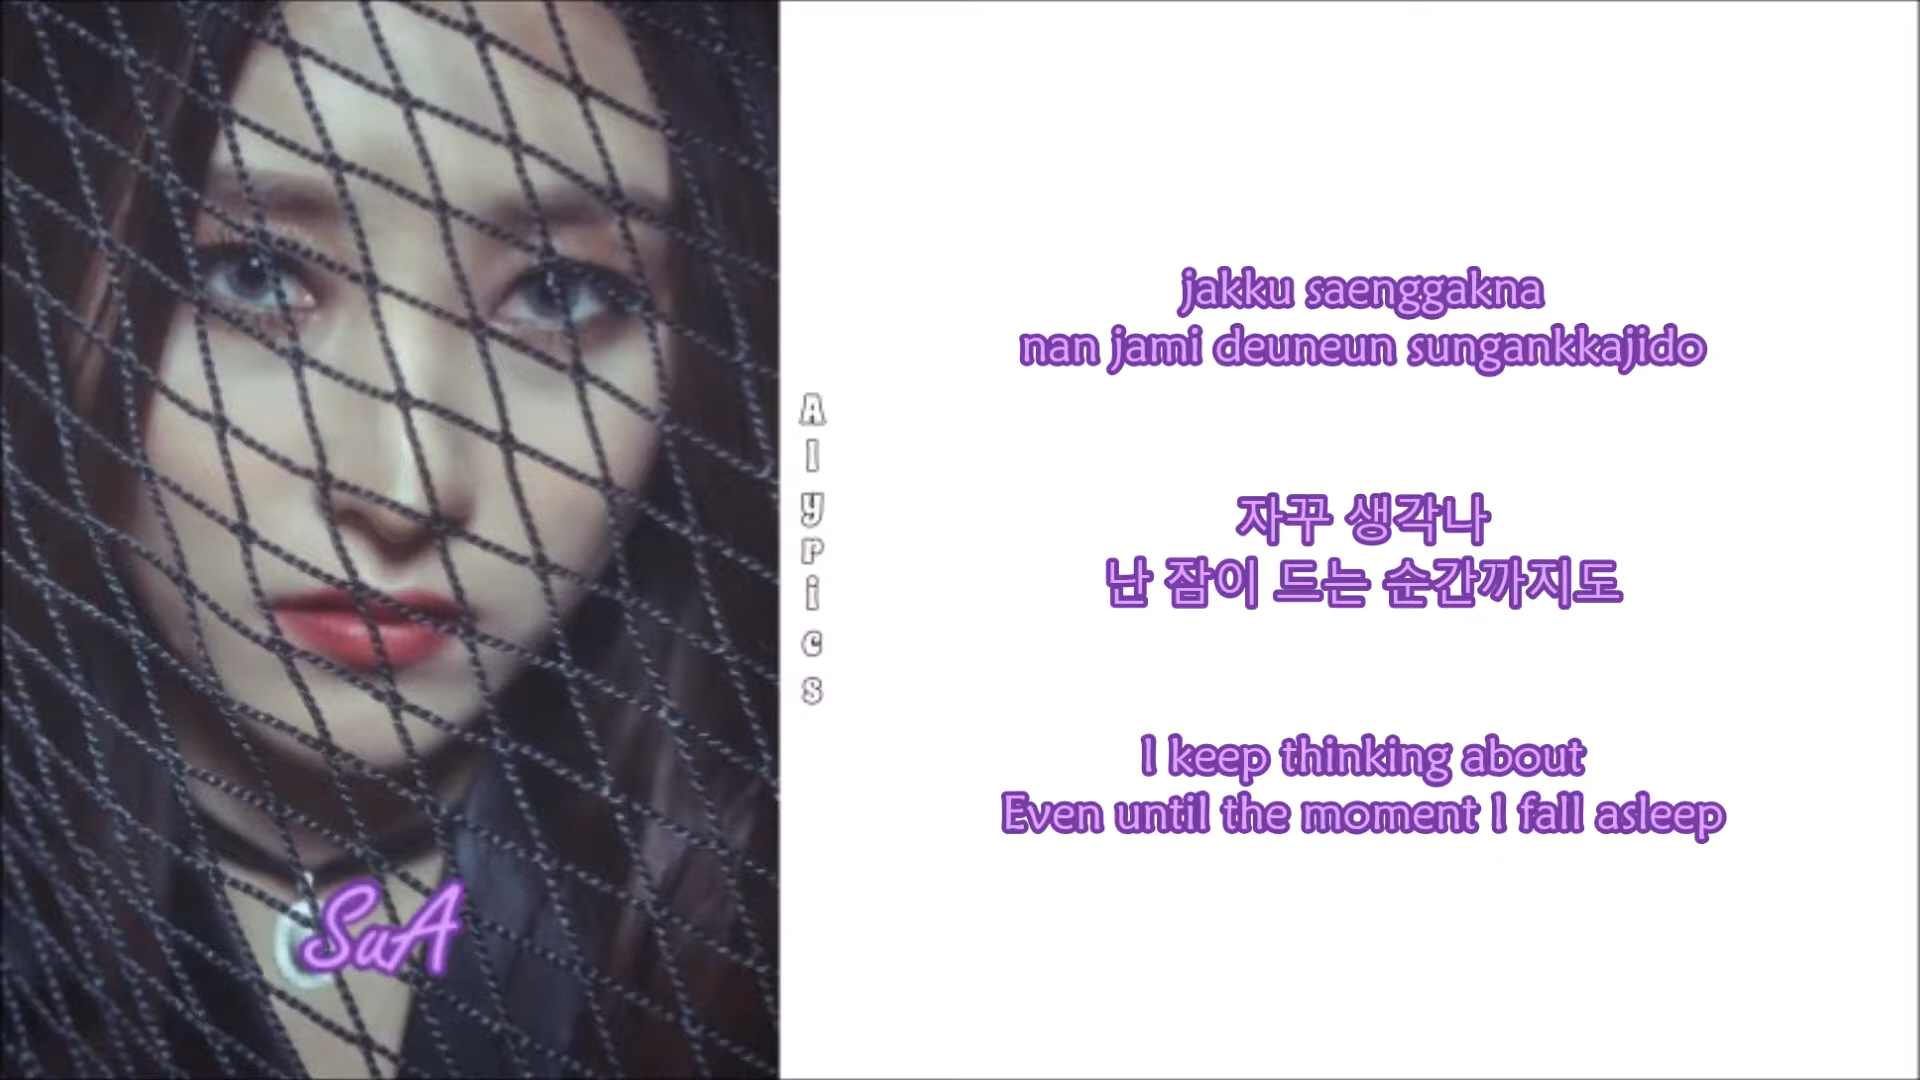 SuA
AlyPics
jakku saenggakna
nan jami deuneun sungankkajido
자꾸 생각나
난 잠이 드는 순간까지도
I keep thinking about
Even until the moment I fall asleep